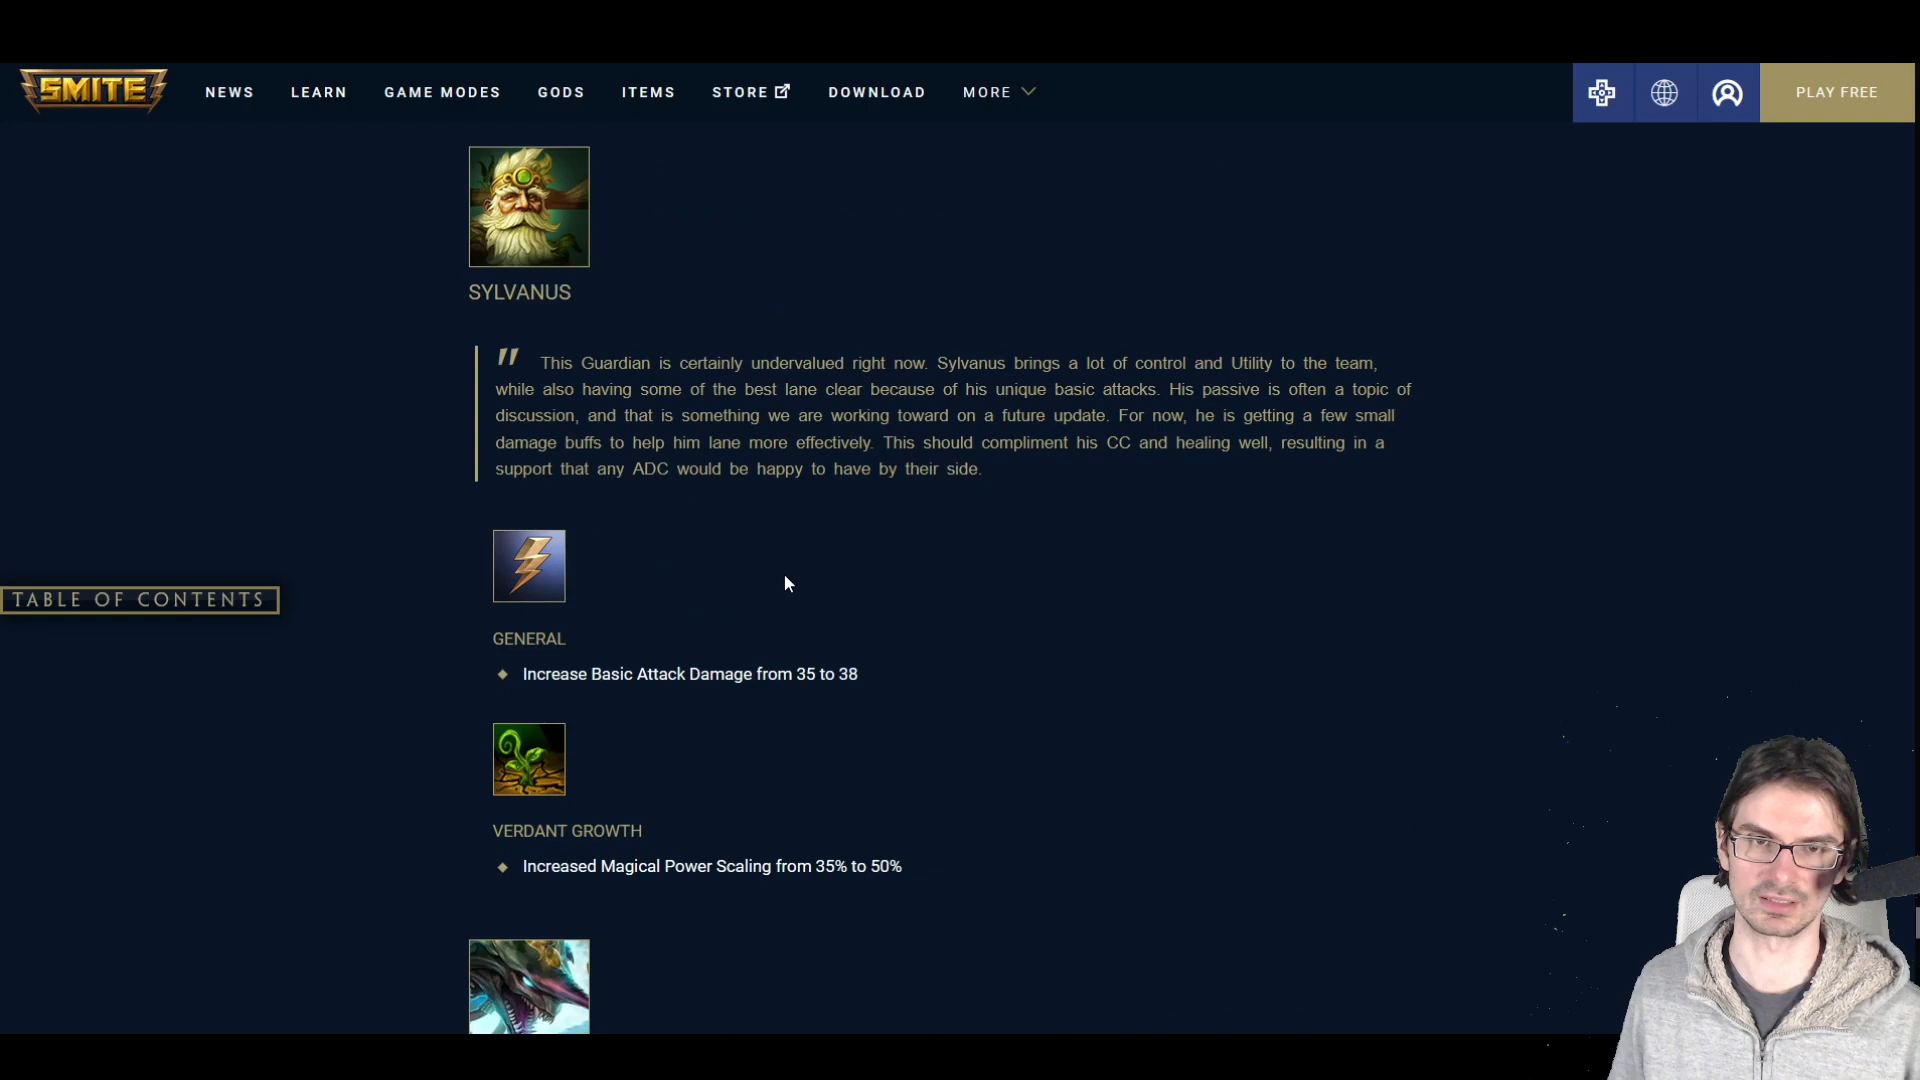 SMITE NEWS LEARN GAME MODES GODS ITEMS STORE DOWNLOAD MORE PLAY FREE
SYLVANUS
" This Guardian is certainly undervalued right now. Sylvanus brings a lot of control and Utility to the team,
while also having some of the best lane clear because of his unique basic attacks. His passive is often a topic of
discussion, and that is something we are working toward on a future update. For now, he is getting a few small
damage buffs to help him lane more effectively. This should compliment his CC and healing well, resulting in a
support that any ADC would be happy to have by their side.
TABLE OF CONTENTS
GENERAL
Increase Basic Attack Damage from 35 to 38
VERDANT GROWTH
Increased Magical Power Scaling from 35% to 50%